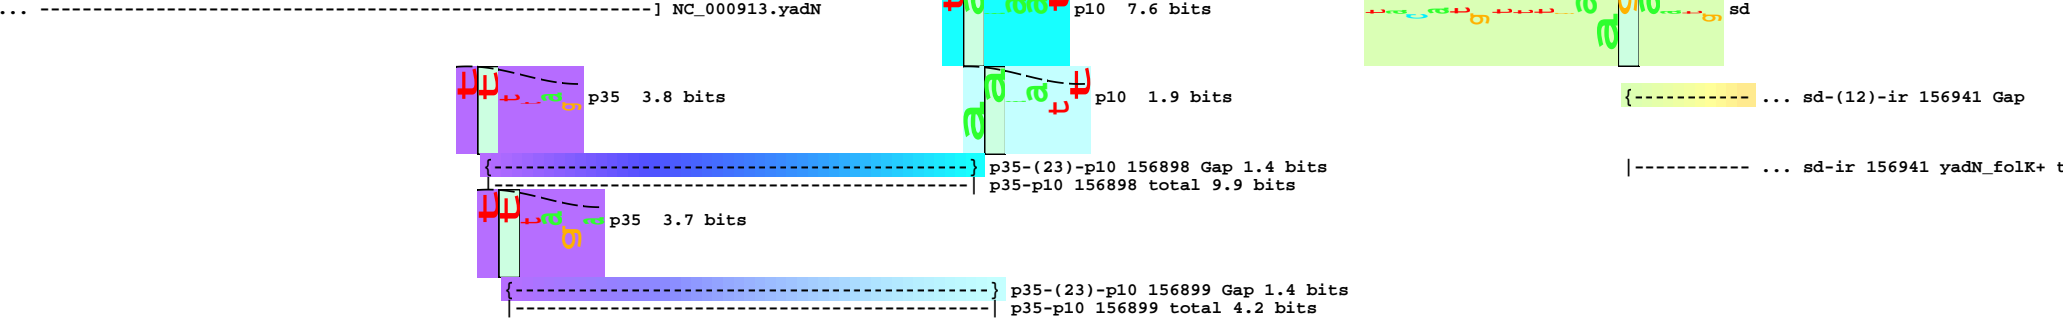 ... -----------------------------------------------------------] NC_000913.yadN
p10 7.6 bits
sd
p35 3.8 bits
p10 1.9 bits
{----------- ... sd-(12)-ir 156941 Gap
{----------------------------------------------} p35-(23)-p10 156898 Gap 1.4 bits
|----------- ... sd-ir 156941 yadN_folK+ t
|----------------------------------------------| p35-p10 156898 total 9.9 bits
p35 3.7 bits
{----------------------------------------------} p35-(23)-p10 156899 Gap 1.4 bits
|----------------------------------------------| p35-p10 156899 total 4.2 bits